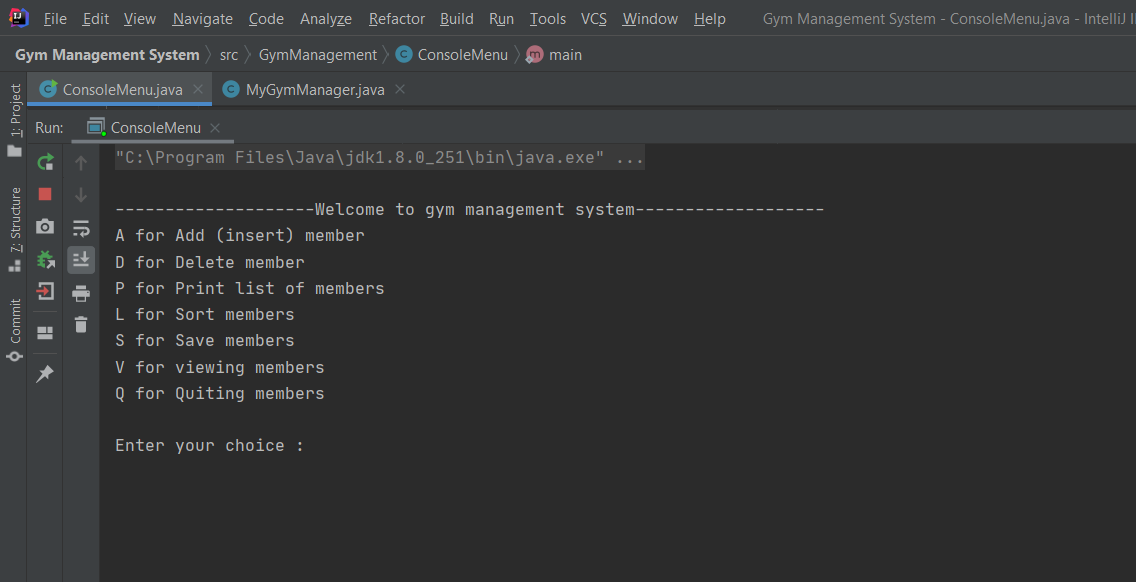 File Edit View Navigate Code Analyze Refactor Build Run Tools VCS Window Help Gym Management System - ConsoleMenu.java - IntelliJ
Gym Management System src GymManagement ConsoleMenu main
ConsoleMenu.java MyGymManager.java
1: Project
Run: ConsoleMenu
"C:\Program Files\Java\jdk1.8.0_251\bin\java.exe" ...
--------------------Welcome to gym management system-------------------
A for Add (insert) member
D for Delete member
P for Print list of members
L for Sort members
S for Save members
V for viewing members
Q for Quiting members
Enter your choice :
7: Structure
Commit